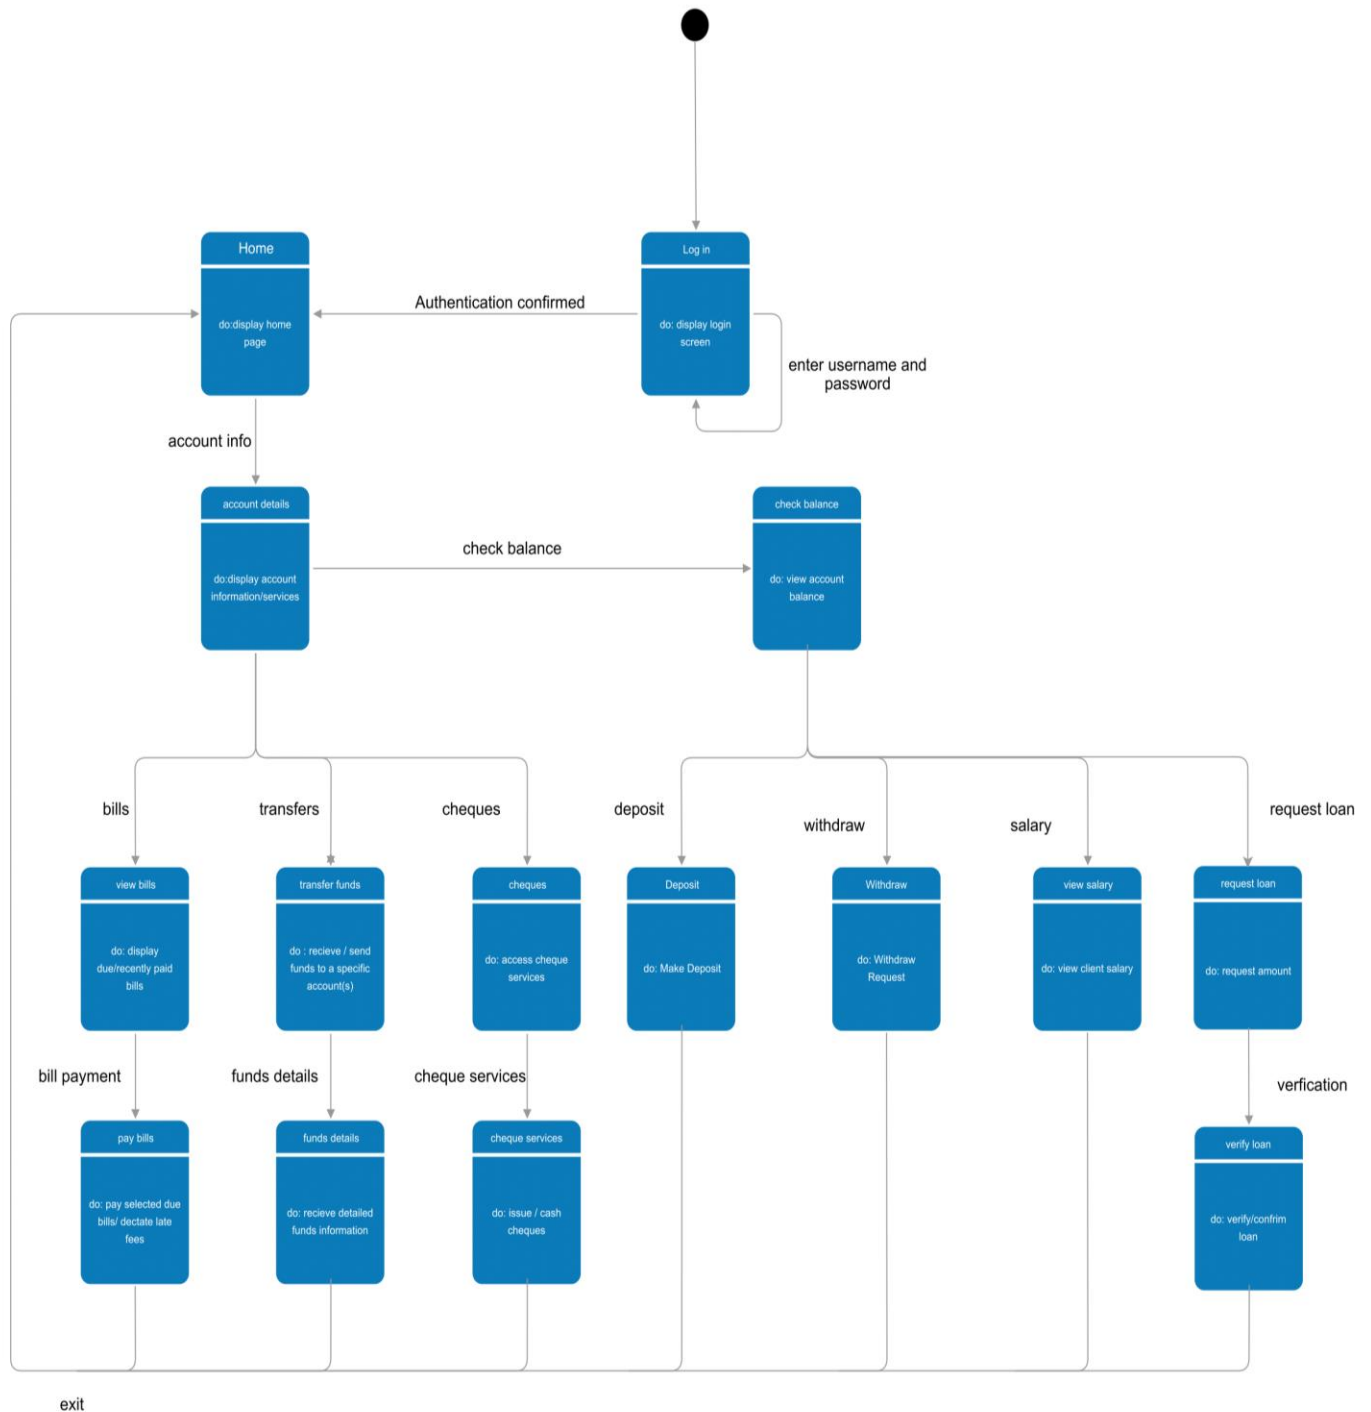 Home
do:display home
page
Authentication confirmed
Log in
do: display login
screen
enter username and
password
account info
account details
do:display account
information/services
check balance
check balance
do: view account
balance
bills
transfers
cheques
deposit
withdraw
salary
request loan
view bills
do: display
due/recently paid
bills
transfer funds
do : recieve / send
funds to a specific
account(s)
cheques
do: access cheque
services
Deposit
do: Make Deposit
Withdraw
do: Withdraw
Request
view salary
do: view client salary
request loan
do: request amount
bill payment
funds details
cheque services
verfication
pay bills
do: pay selected due
bills/ dectate late
fees
funds details
do: recieve detailed
funds information
cheque services
do: issue / cash
cheques
verify loan
do: verify/confrim
loan
exit